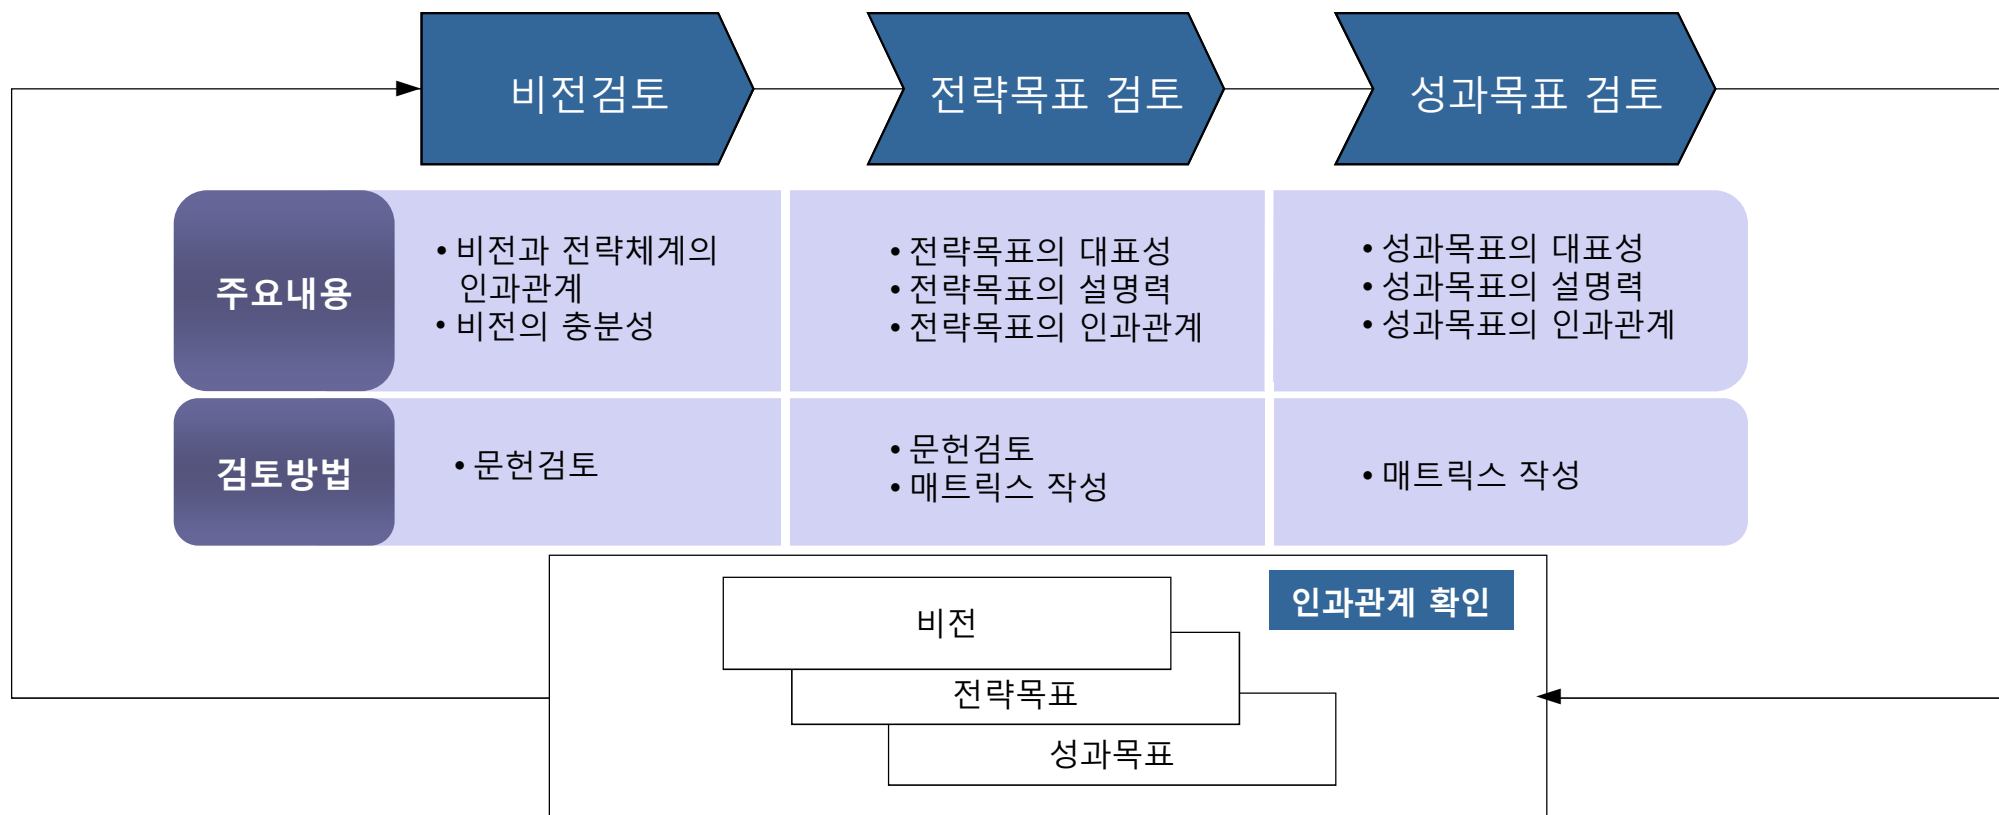 비전검토
전략목표 검토
성과목표 검토
주요내용
• 비전과 전략체계의
인과관계
• 비전의 충분성
• 전략목표의 대표성
• 전략목표의 설명력
• 전략목표의 인과관계
• 성과목표의 대표성
• 성과목표의 설명력
• 성과목표의 인과관계
검토방법
• 문헌검토
• 문헌검토
• 매트릭스 작성
• 매트릭스 작성
인과관계 확인
비전
전략목표
성과목표